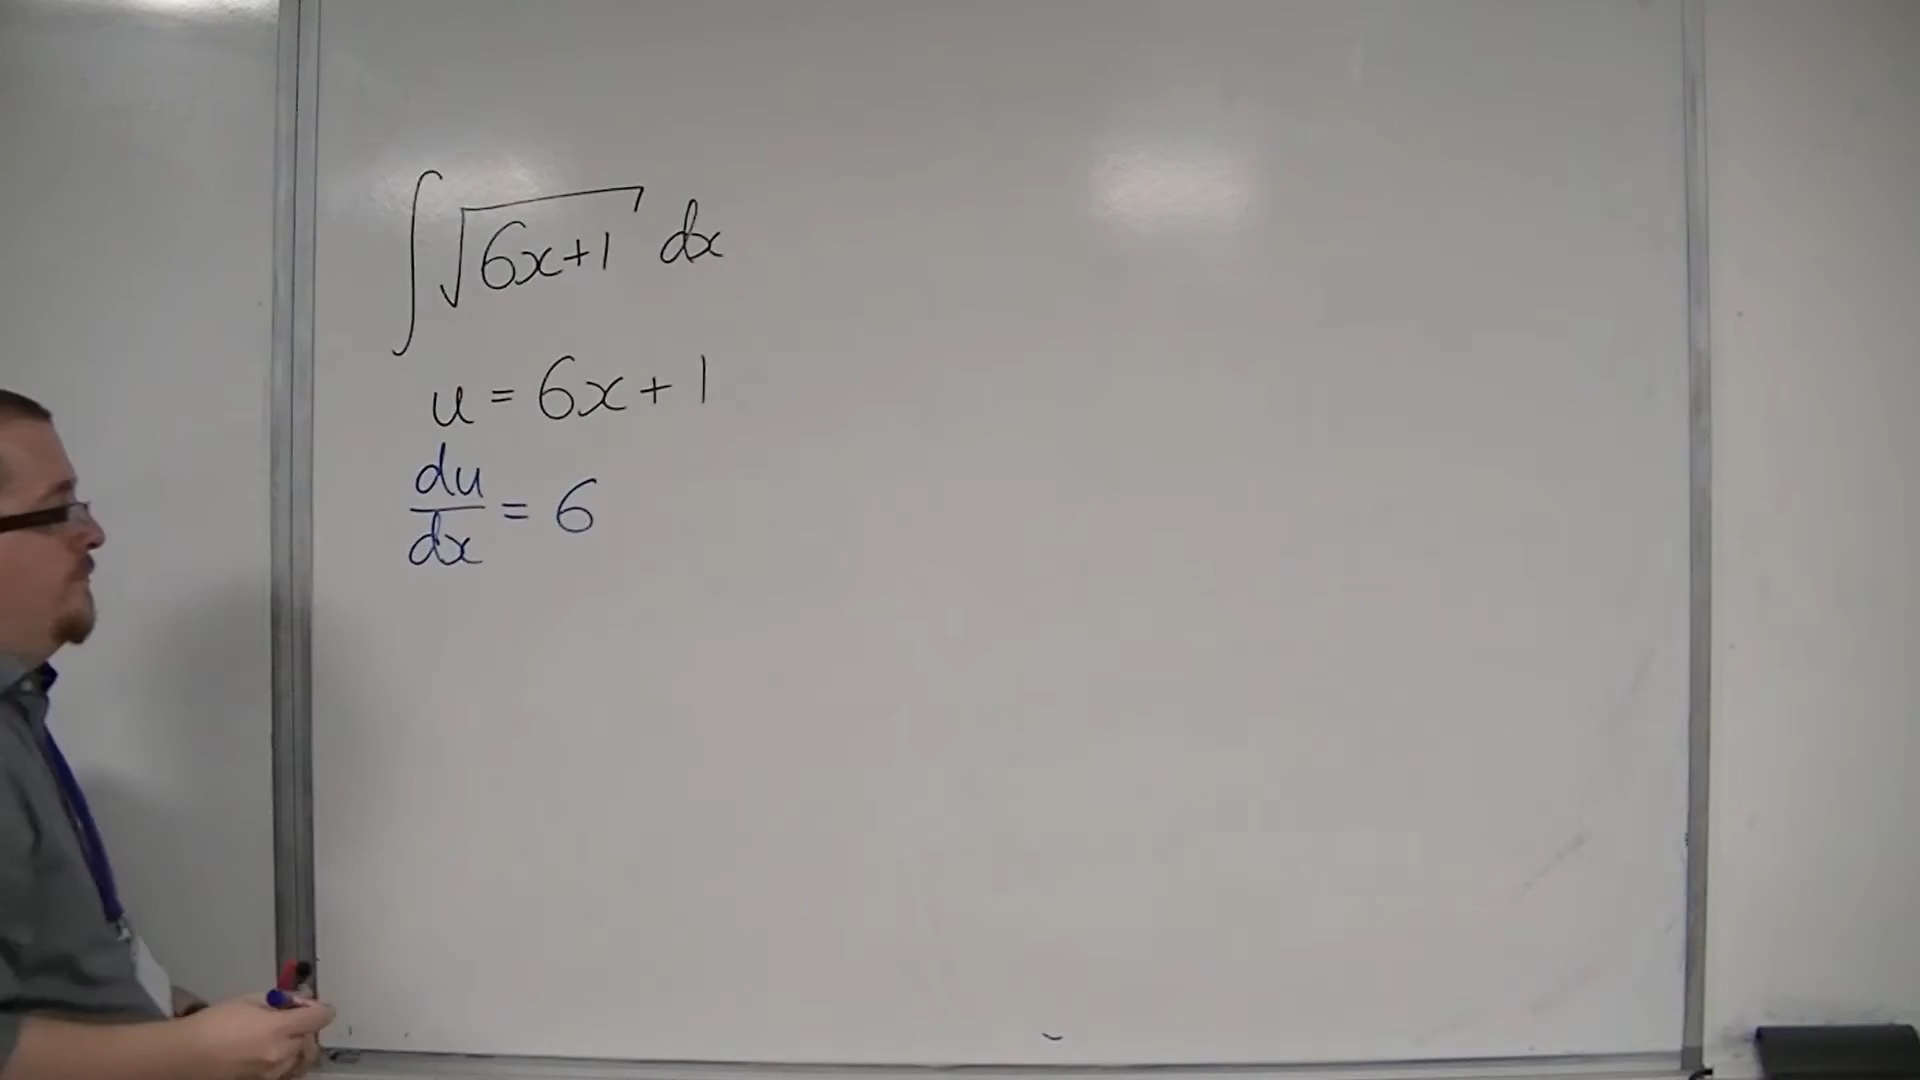 ∫√(6x+1) dx
u = 6x + 1
du/dx = 6